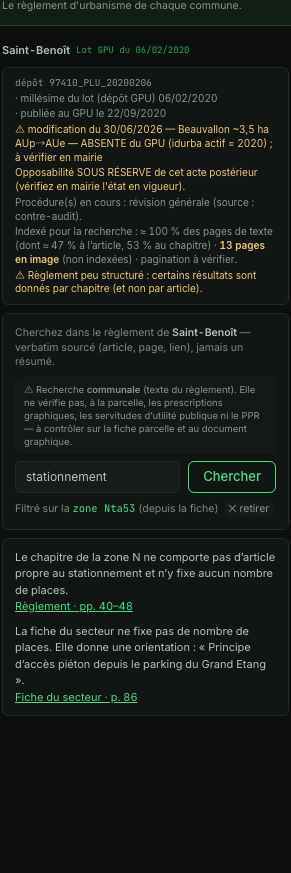 Le règlement d'urbanisme de chaque commune.
Saint-Benoît Lot GPU du 06/02/2020
dépôt 97410_PLU_20200206
· millésime du lot (dépôt GPU) 06/02/2020
· publiée au GPU le 22/09/2020
⚠ modification du 30/06/2026 — Beauvallon ~3,5 ha
AUp→AUe — ABSENTE du GPU (idurba actif = 2020) ;
à vérifier en mairie
Opposabilité SOUS RÉSERVE de cet acte postérieur
(vérifiez en mairie l'état en vigueur).
Procédure(s) en cours : révision générale (source :
contre-audit).
Indexé pour la recherche : ≈ 100 % des pages de texte
(dont ≈ 47 % à l'article, 53 % au chapitre) · 13 pages
en image (non indexées) · pagination à vérifier.
⚠ Règlement peu structuré : certains résultats sont
donnés par chapitre (et non par article).
Cherchez dans le règlement de Saint-Benoît —
verbatim sourcé (article, page, lien), jamais un
résumé.
⚠ Recherche communale (texte du règlement). Elle
ne vérifie pas, à la parcelle, les prescriptions
graphiques, les servitudes d'utilité publique ni le PPR
— à contrôler sur la fiche parcelle et au document
graphique.
stationnement Chercher
Filtré sur la zone Nta53 (depuis la fiche) ✕ retirer
Le chapitre de la zone N ne comporte pas d'article
propre au stationnement et n'y fixe aucun nombre
de places.
Règlement · pp. 40–48
La fiche du secteur ne fixe pas de nombre de
places. Elle donne une orientation : « Principe
d'accès piéton depuis le parking du Grand Etang
».
Fiche du secteur · p. 86